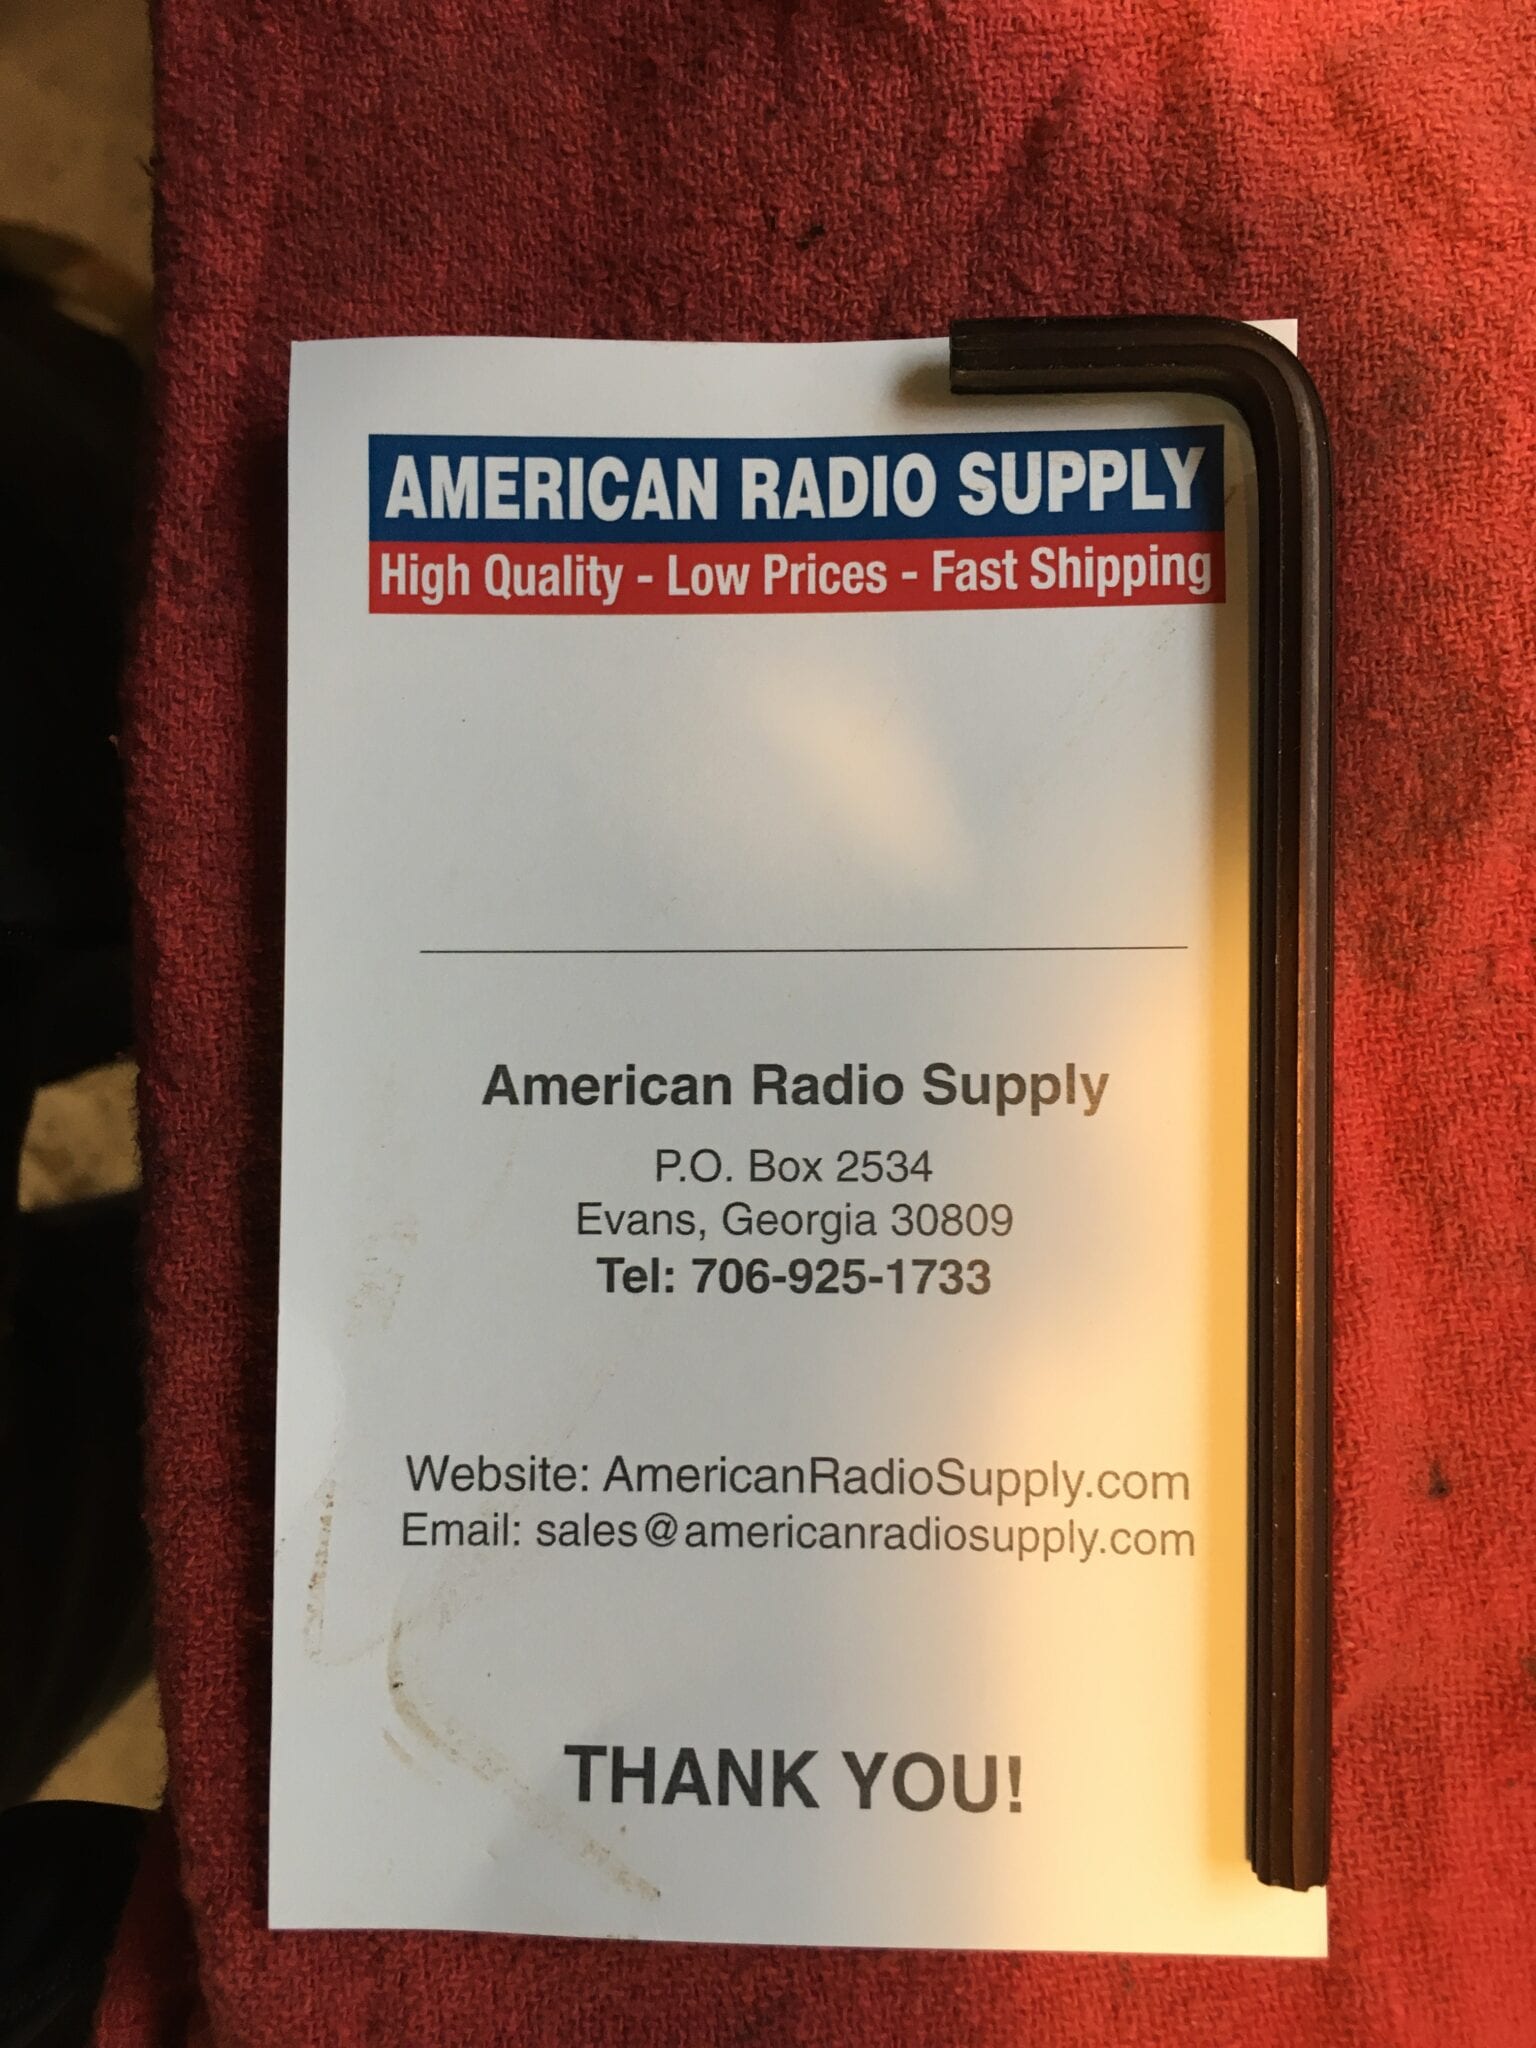 AMERICAN RADIO SUPPLY
High Quality - Low Prices - Fast Shipping
American Radio Supply
P.O. Box 2534
Evans, Georgia 30809
Tel: 706-925-1733
Website: AmericanRadioSupply.com
Email: sales@americanradiosupply.com
THANK YOU!